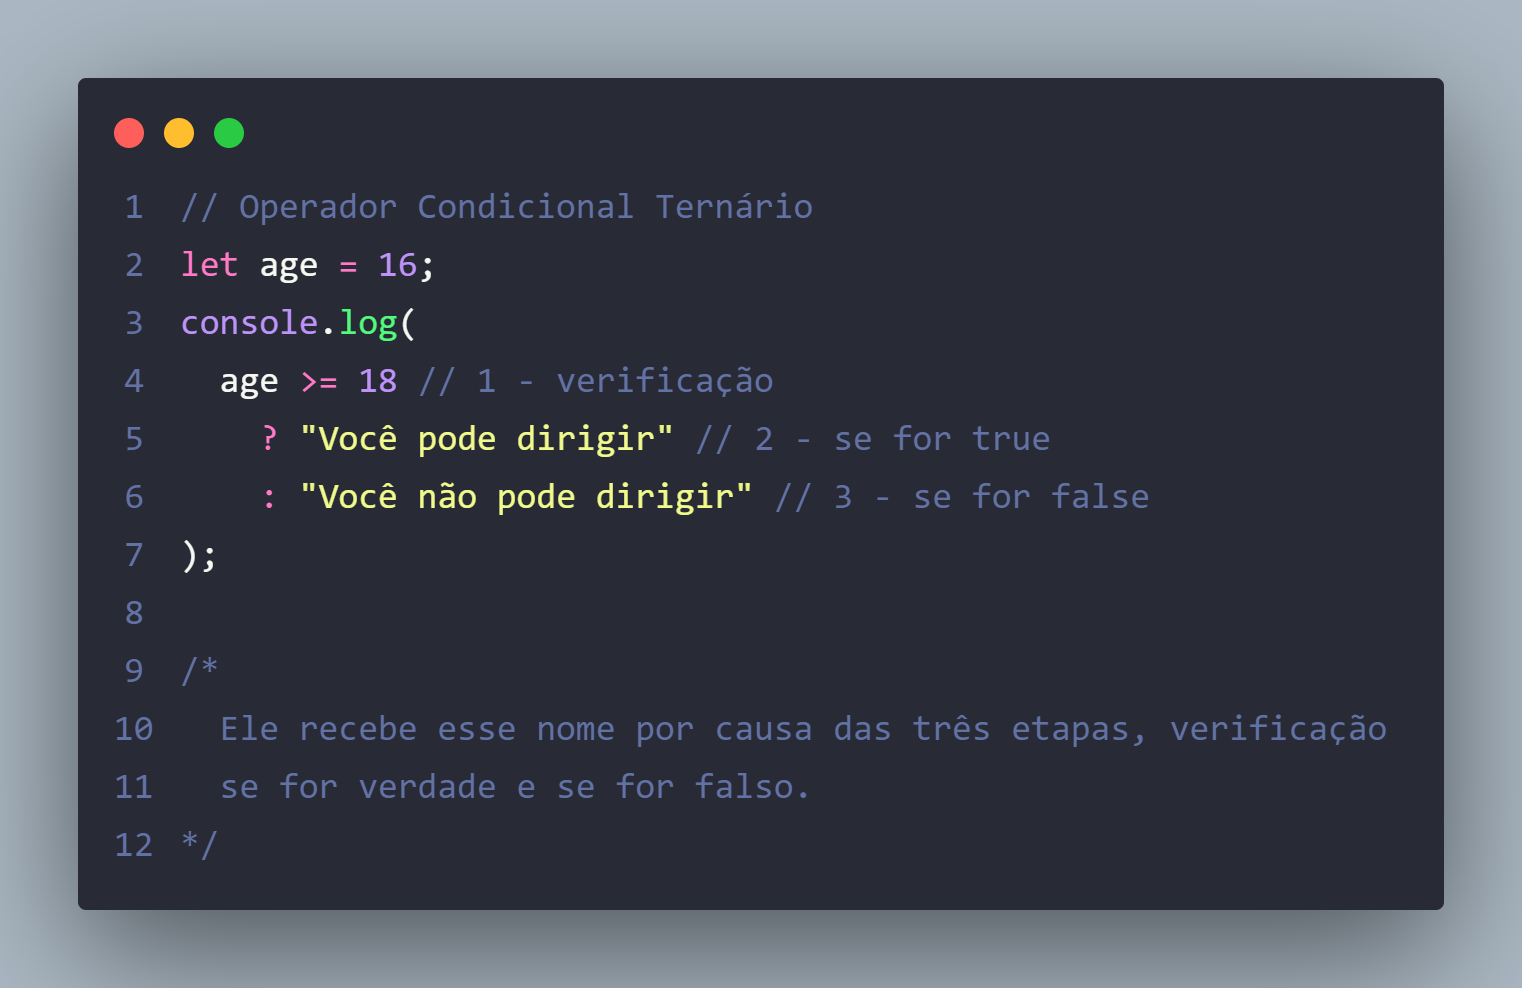 1 // Operador Condicional Ternário
2 let age = 16;
3 console.log(
4   age >= 18 // 1 - verificação
5     ? "Você pode dirigir" // 2 - se for true
6     : "Você não pode dirigir" // 3 - se for false
7 );
8
9 /*
10   Ele recebe esse nome por causa das três etapas, verificação
11   se for verdade e se for falso.
12 */